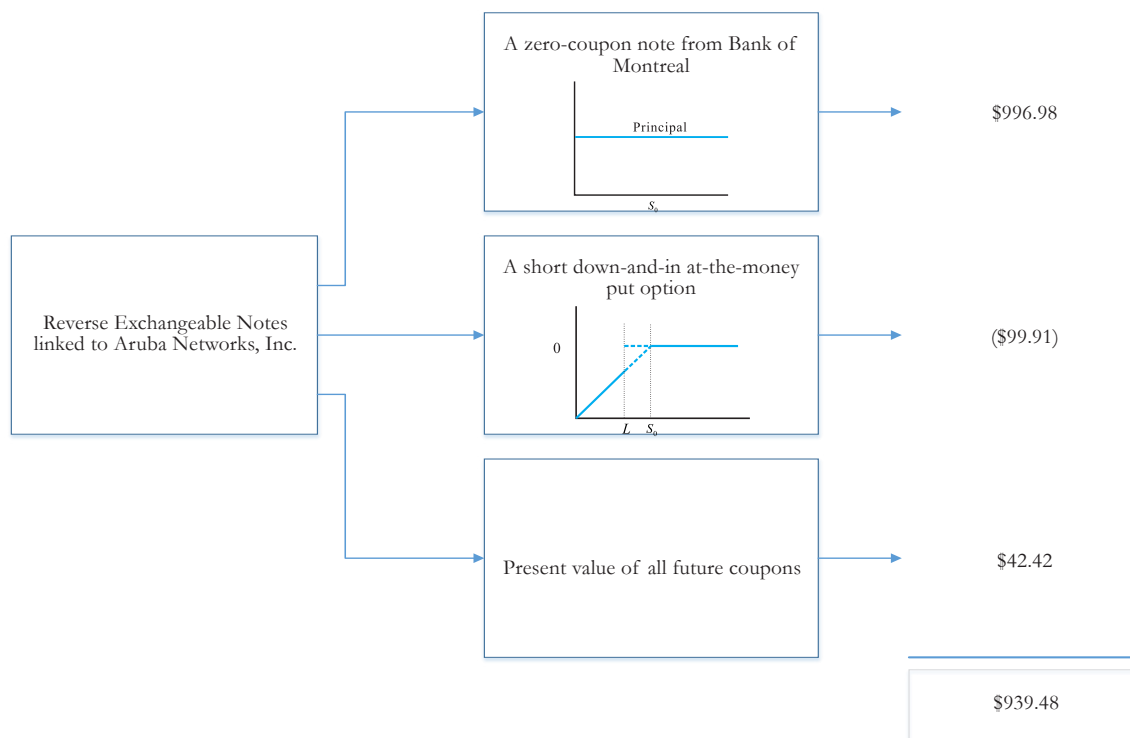 A zero-coupon note from Bank of
Montreal
Principal
S₀
$996.98
Reverse Exchangeable Notes
linked to Aruba Networks, Inc.
A short down-and-in at-the-money
put option
0
L S₀
($99.91)
Present value of all future coupons
$42.42
$939.48